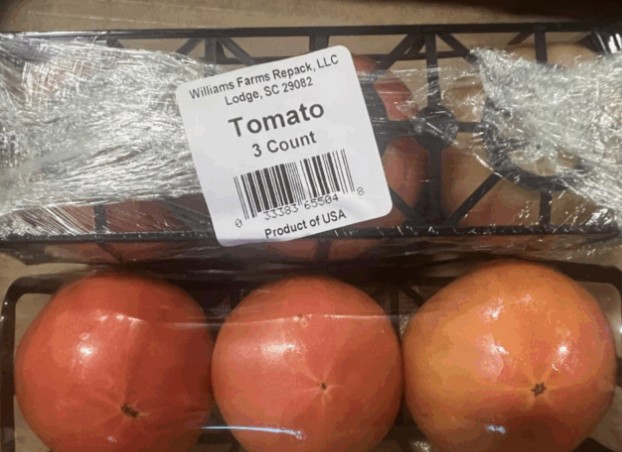 Williams Farms Repack, LLC
Lodge, SC 29082
Tomato
3 Count
0 33383 65504 8
Product of USA